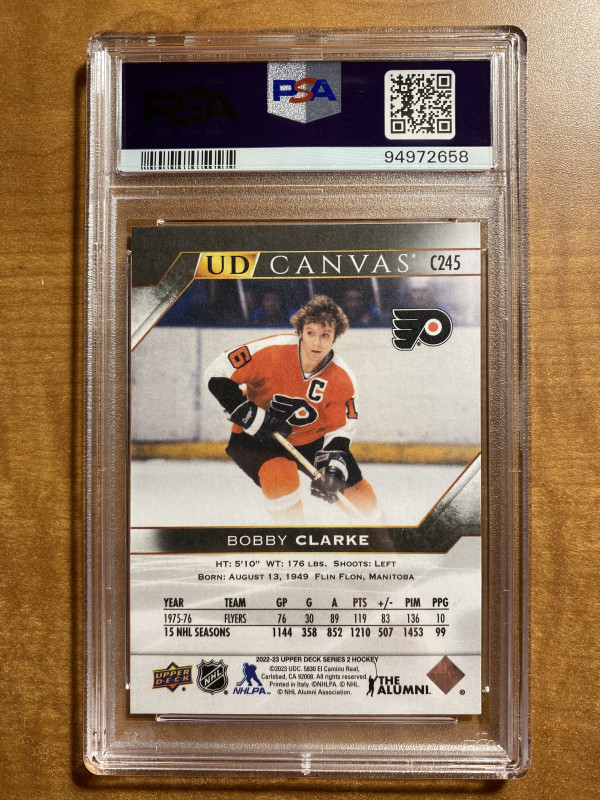 PSA
PSA
94972658
UD CANVAS® C245
16
C
16
BOBBY CLARKE
HT: 5'10" WT: 176 LBS. SHOOTS: LEFT
BORN: AUGUST 13, 1949 FLIN FLON, MANITOBA
YEAR TEAM GP G A PTS +/- PIM PPG
1975-76 FLYERS 76 30 89 119 83 136 10
15 NHL SEASONS 1144 358 852 1210 507 1453 99
2022-23 UPPER DECK SERIES 2 HOCKEY
©2023 UDC. 5830 El Camino Real,
Carlsbad, CA 92008. All rights reserved.
Printed in Italy. ©NHLPA. © NHL.
© NHL Alumni Association.
UPPER DECK
NHL
NHLPA
THE ALUMNI.